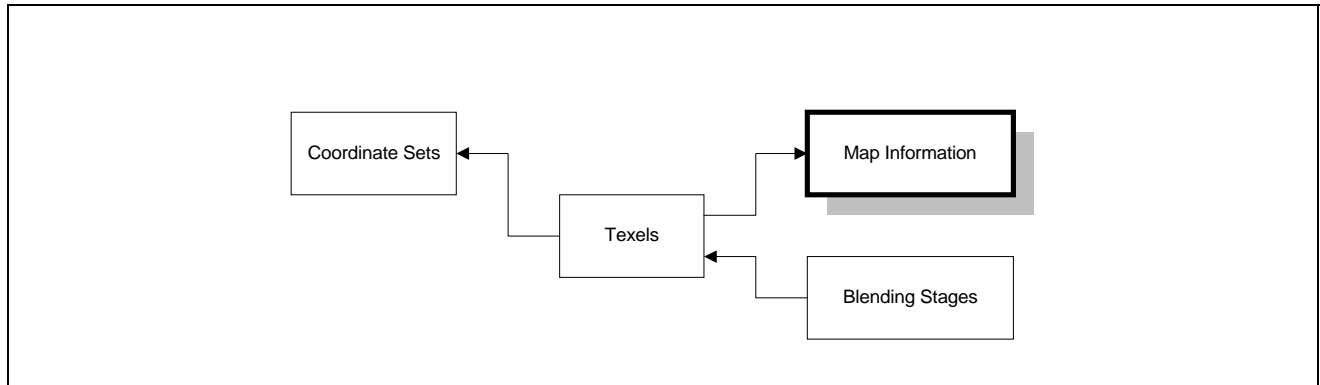 Coordinate Sets
Map Information
Texels
Blending Stages